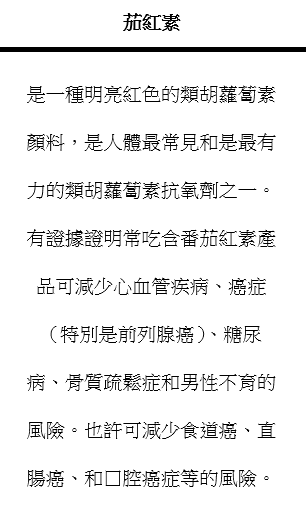 茄紅素
是一種明亮紅色的類胡蘿蔔素
顏料，是人體最常見和是最有
力的類胡蘿蔔素抗氧劑之一。
有證據證明常吃含番茄紅素產
品可減少心血管疾病、癌症
（特別是前列腺癌）、糖尿
病、骨質疏鬆症和男性不育的
風險。也許可減少食道癌、直
腸癌、和口腔癌症等的風險。